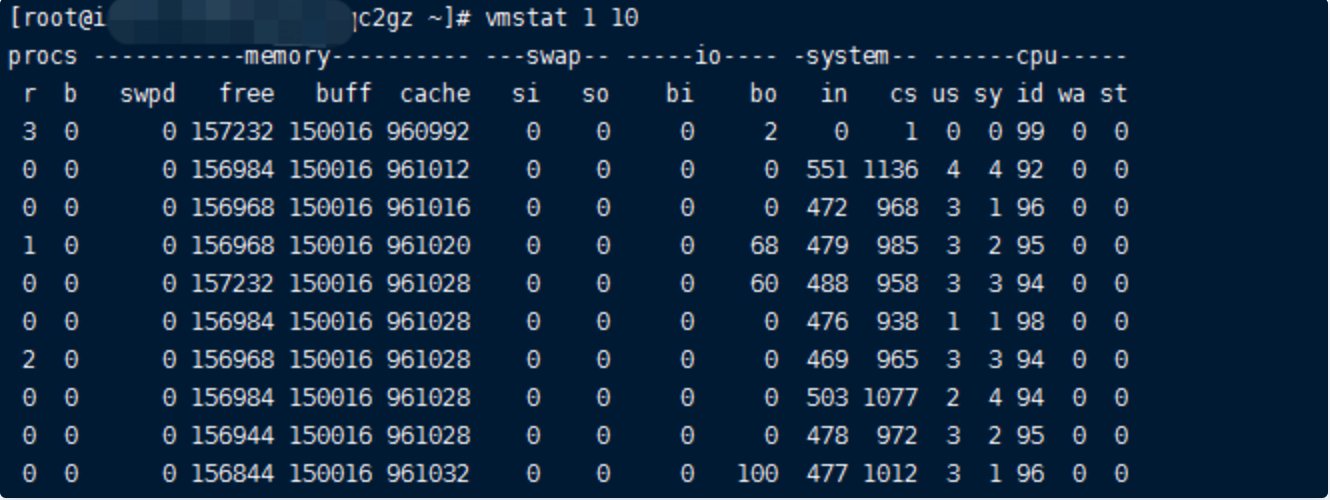 [root@i qc2gz ~]# vmstat 1 10
procs -----------memory---------- ---swap-- -----io---- -system-- ------cpu-----
 r  b   swpd   free   buff  cache   si   so    bi    bo   in   cs us sy id wa st
 3  0      0 157232 150016 960992    0    0     0     2    0    1  0  0 99  0  0
 0  0      0 156984 150016 961012    0    0     0     0  551 1136  4  4 92  0  0
 0  0      0 156968 150016 961016    0    0     0     0  472  968  3  1 96  0  0
 1  0      0 156968 150016 961020    0    0     0    68  479  985  3  2 95  0  0
 0  0      0 157232 150016 961028    0    0     0    60  488  958  3  3 94  0  0
 0  0      0 156984 150016 961028    0    0     0     0  476  938  1  1 98  0  0
 2  0      0 156968 150016 961028    0    0     0     0  469  965  3  3 94  0  0
 0  0      0 156984 150016 961028    0    0     0     0  503 1077  2  4 94  0  0
 0  0      0 156944 150016 961028    0    0     0     0  478  972  3  2 95  0  0
 0  0      0 156844 150016 961032    0    0     0   100  477 1012  3  1 96  0  0